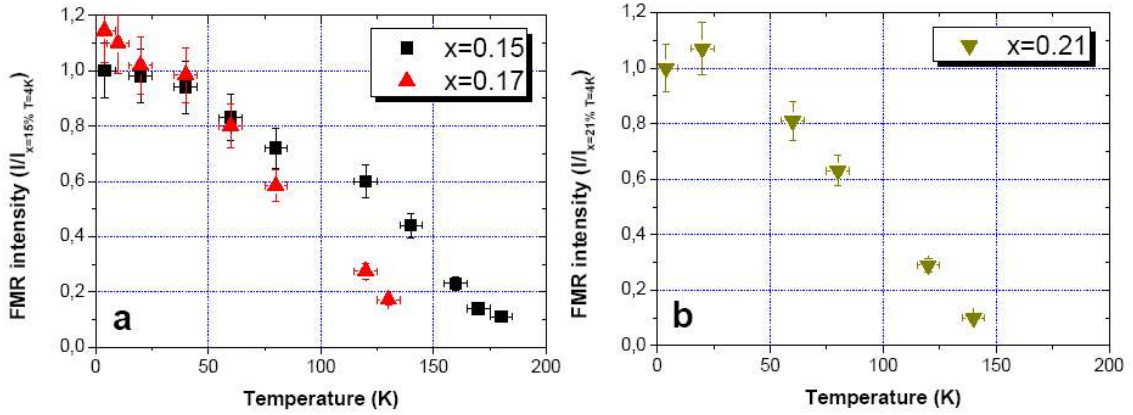 1,2
1,0
0,8
0,6
0,4
0,2
0,0
FMR intensity (I/I x=15% T=4K)
x=0.15
x=0.17
a
0 50 100 150 200
Temperature (K)
1,2
1,0
0,8
0,6
0,4
0,2
0,0
FMR intensity (I/I x=21% T=4K)
x=0.21
b
0 50 100 150 200
Temperature (K)